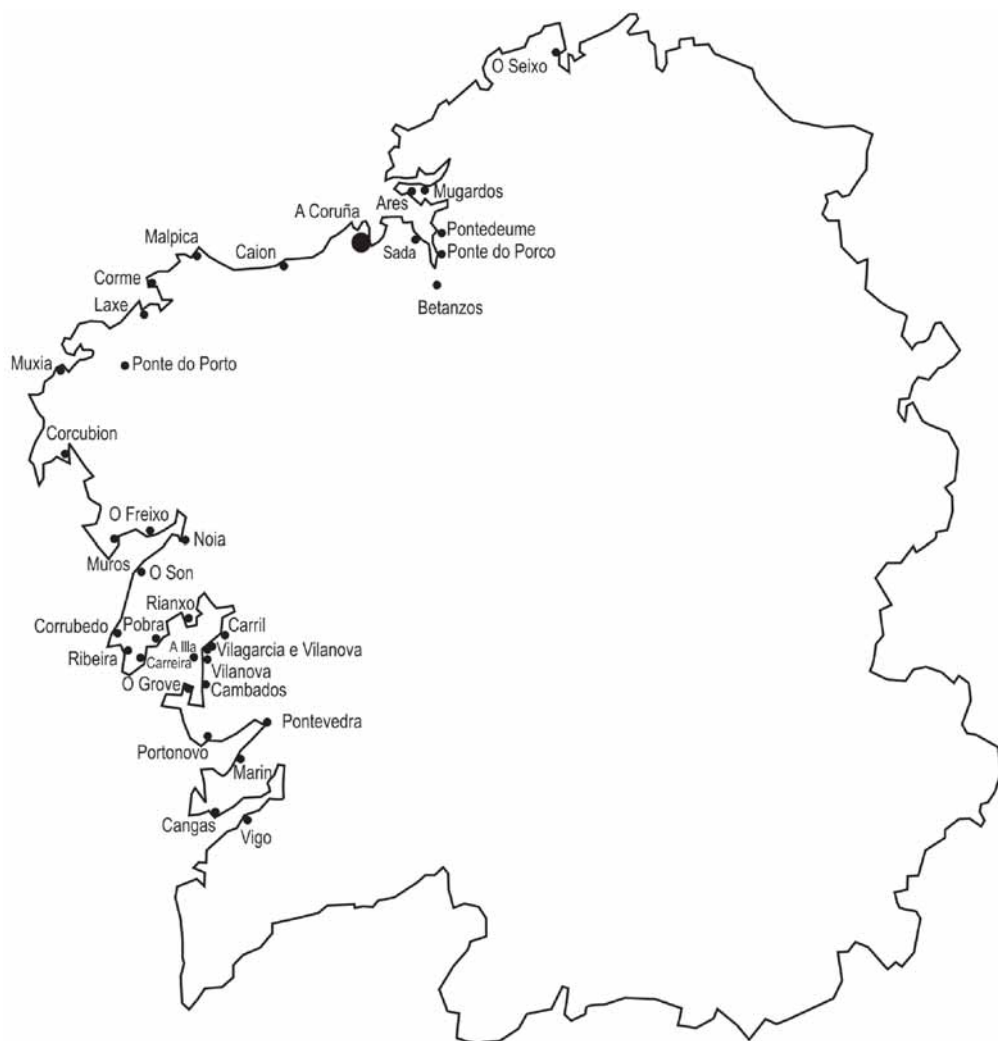 O Seixo
Mugardos
Ares
A Coruña
Pontedeume
Malpica
Sada
Ponte do Porco
Caion
Corme
Betanzos
Laxe
Muxia
Ponte do Porto
Corcubion
O Freixo
Noia
Muros
O Son
Rianxo
Corrubedo
Pobra
Carril
A Illa
Vilagarcia e Vilanova
Ribeira
Carreira
Vilanova
O Grove
Cambados
Pontevedra
Portonovo
Marin
Cangas
Vigo